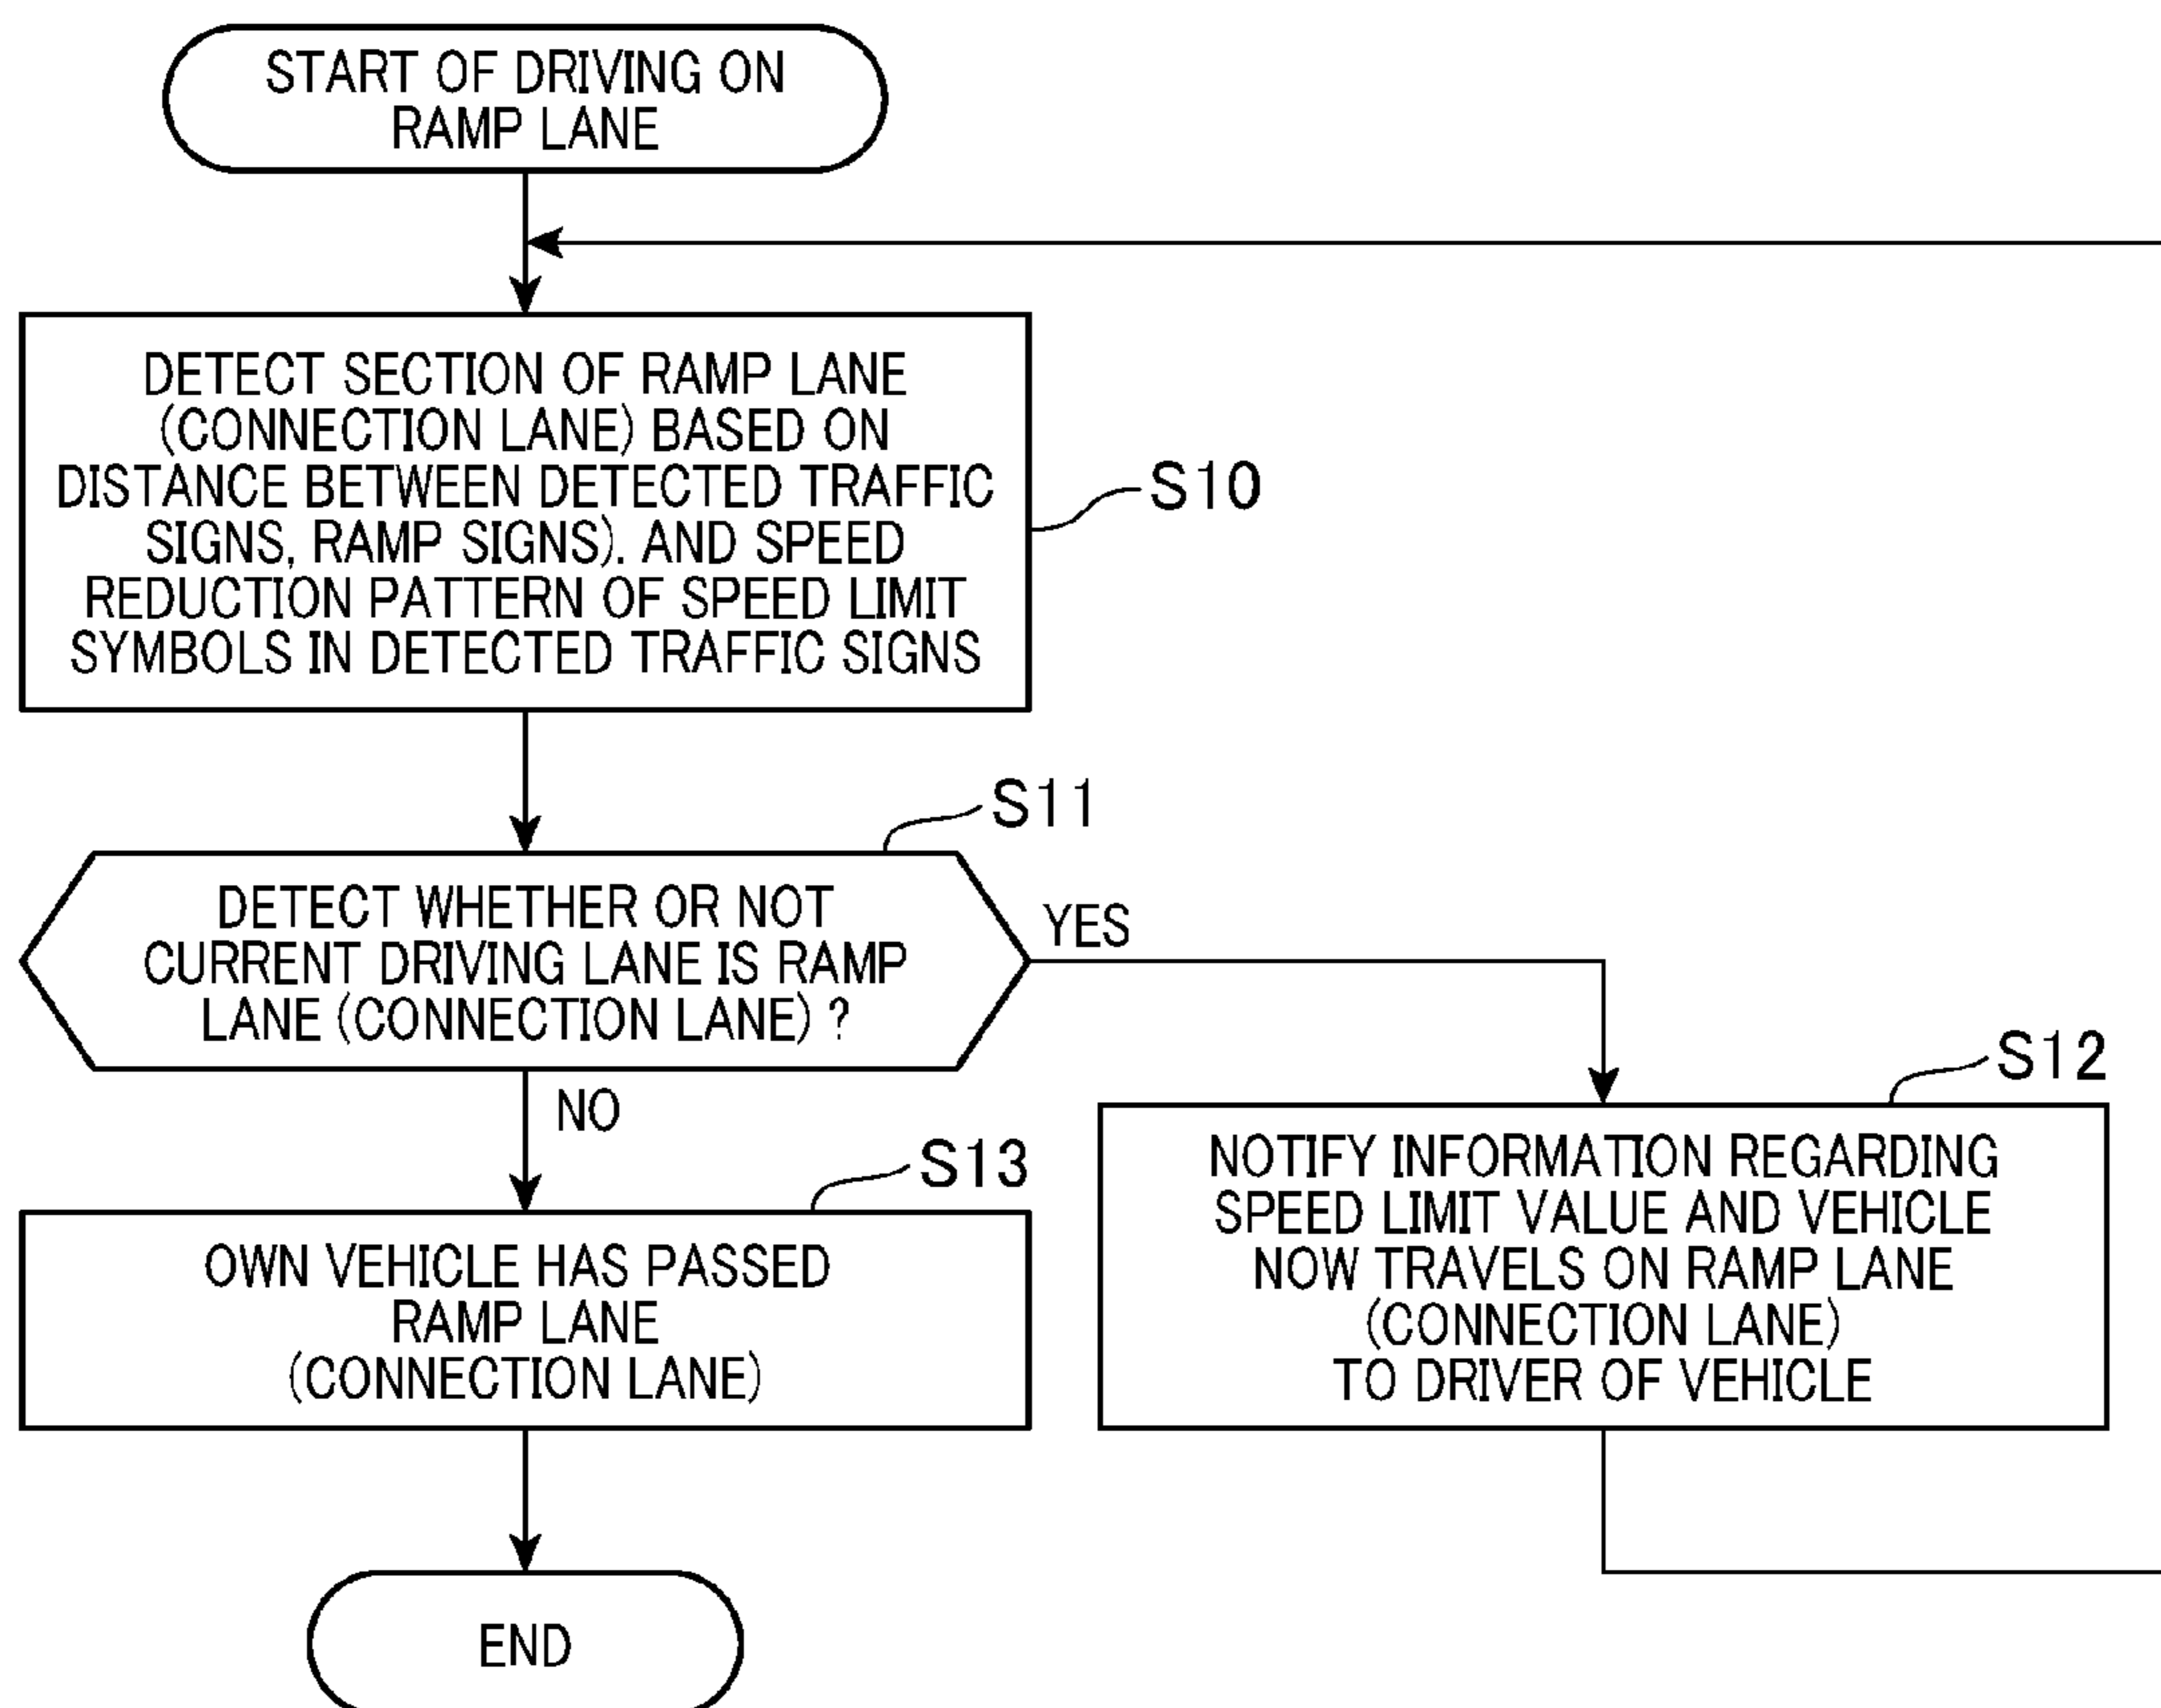 START OF DRIVING ON
RAMP LANE
DETECT SECTION OF RAMP LANE
(CONNECTION LANE) BASED ON
DISTANCE BETWEEN DETECTED TRAFFIC
SIGNS, RAMP SIGNS). AND SPEED
REDUCTION PATTERN OF SPEED LIMIT
SYMBOLS IN DETECTED TRAFFIC SIGNS
S10
S11
DETECT WHETHER OR NOT
CURRENT DRIVING LANE IS RAMP
LANE (CONNECTION LANE) ?
YES
NO
S12
NOTIFY INFORMATION REGARDING
SPEED LIMIT VALUE AND VEHICLE
NOW TRAVELS ON RAMP LANE
(CONNECTION LANE)
TO DRIVER OF VEHICLE
S13
OWN VEHICLE HAS PASSED
RAMP LANE
(CONNECTION LANE)
END